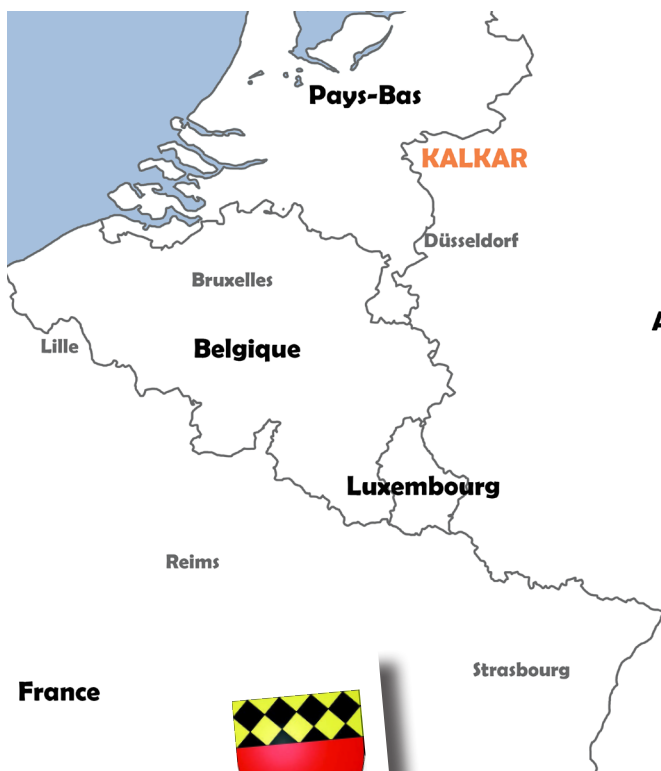 Pays-Bas
KALKAR
Düsseldorf
Bruxelles
A
Lille
Belgique
Luxembourg
Reims
Strasbourg
France